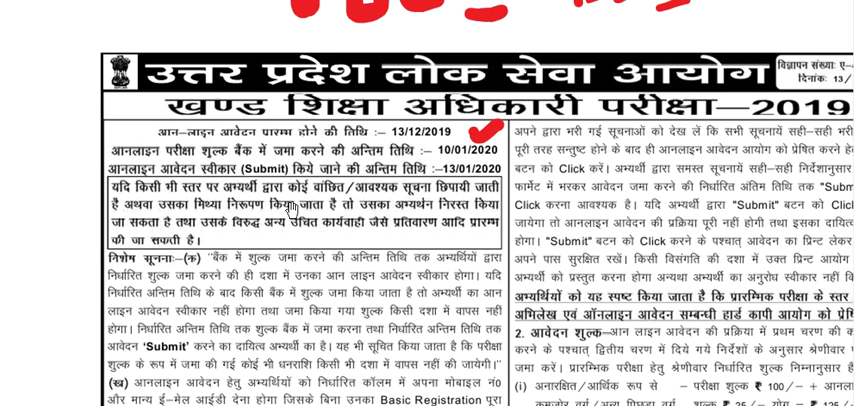 उत्तर प्रदेश लोक सेवा आयोग
विज्ञापन संख्या: ए-
दिनांक: 13/
खण्ड शिक्षा अधिकारी परीक्षा–2019
आन-लाइन आवेदन प्रारम्भ होने की तिथि :– 13/12/2019
आनलाइन परीक्षा शुल्क बैंक में जमा करने की अन्तिम तिथि :– 10/01/2020
आनलाइन आवेदन स्वीकार (Submit) किये जाने की अन्तिम तिथि :–13/01/2020
यदि किसी भी स्तर पर अभ्यर्थी द्वारा कोई वांछित/आवश्यक सूचना छिपायी जाती
है अथवा उसका मिथ्या निरूपण किया जाता है तो उसका अभ्यर्थन निरस्त किया
जा सकता है तथा उसके विरुद्ध अन्य उचित कार्यवाही जैसे प्रतिवारण आदि प्रारम्भ
की जा सकती है।
विशेष सूचना:–(क) "बैंक में शुल्क जमा करने की अन्तिम तिथि तक अभ्यर्थियों द्वारा
निर्धारित शुल्क जमा करने की ही दशा में उनका आन लाइन आवेदन स्वीकार होगा। यदि
निर्धारित तिथि के बाद किसी बैंक में शुल्क जमा किया जाता है तो अभ्यर्थी का आन
लाइन आवेदन स्वीकार नहीं होगा तथा जमा किया गया शुल्क किसी दशा में वापस नहीं
होगा। निर्धारित अन्तिम तिथि तक शुल्क बैंक में जमा करना तथा निर्धारित अन्तिम तिथि तक
आवेदन 'Submit' करने का दायित्व अभ्यर्थी का है। यह भी सूचित किया जाता है कि परीक्षा
शुल्क के रूप में जमा की गई कोई भी धनराशि किसी भी दशा में वापस नहीं की जायेगी।"
(ख) आनलाइन आवेदन हेतु अभ्यर्थियों को निर्धारित कॉलम में अपना मोबाइल नं0
और मान्य ई–मेल आईडी देना होगा जिसके बिना उनका Basic Registration पूरा
अपने द्वारा भरी गई सूचनाओं को देख लें कि सभी सूचनायें सही–सही भरी
पूरी तरह सन्तुष्ट होने के बाद ही आनलाइन आवेदन आयोग को प्रेषित करने हे
बटन को Click करें। अभ्यर्थी द्वारा समस्त सूचनायें सही–सही निर्देशानुसार
फार्मेट में भरकर आवेदन जमा करने की निर्धारित अंतिम तिथि तक "Subm
Click करना आवश्यक है। यदि अभ्यर्थी द्वारा "Submit" बटन को Clic
जायेगा तो आनलाइन आवेदन की प्रक्रिया पूरी नहीं होगी तथा इसका दायित्व
होगा। "Submit" बटन को Click करने के पश्चात् आवेदन का प्रिन्ट लेकर
अपने पास सुरक्षित रखें। किसी विसंगति की दशा में उक्त प्रिन्ट आयोग
अभ्यर्थी को प्रस्तुत करना होगा अन्यथा अभ्यर्थी का अनुरोध स्वीकार नहीं कि
अभ्यर्थियों को यह स्पष्ट किया जाता है कि प्रारम्भिक परीक्षा के स्तर
अभिलेख एवं ऑनलाइन आवेदन सम्बन्धी हार्ड कापी आयोग को प्रेषि
2. आवेदन शुल्क–आन लाइन आवेदन की प्रक्रिया में प्रथम चरण की क
करने के पश्चात् द्वितीय चरण में दिये गये निर्देशों के अनुसार श्रेणीवार प
जमा करें। प्रारम्भिक परीक्षा हेतु श्रेणीवार निर्धारित शुल्क निम्नानुसार है
(i) अनारक्षित/आर्थिक रूप से – परीक्षा शुल्क ₹ 100/– + आनला